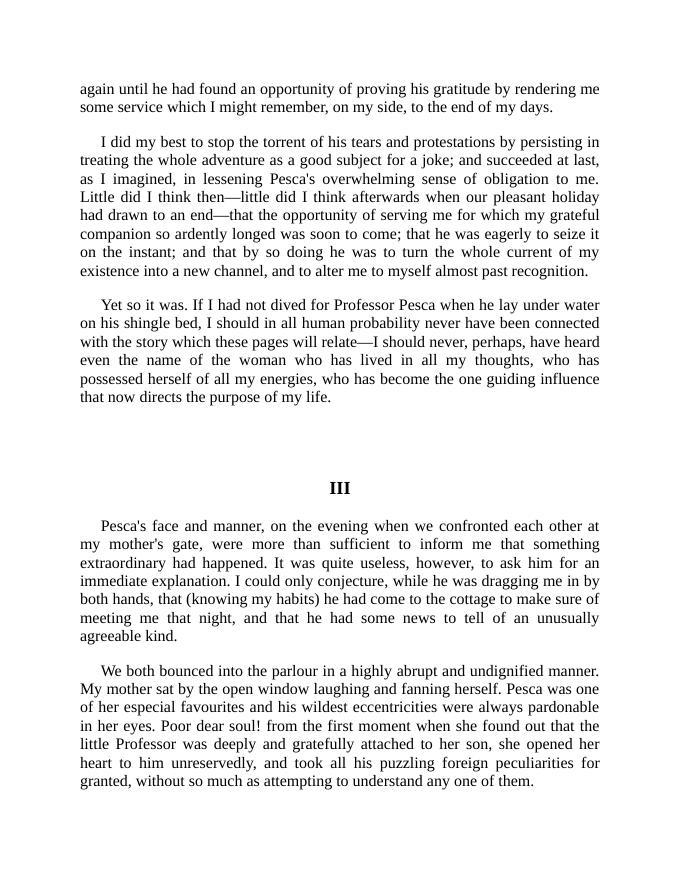 again until he had found an opportunity of proving his gratitude by rendering me
some service which I might remember, on my side, to the end of my days.
I did my best to stop the torrent of his tears and protestations by persisting in
treating the whole adventure as a good subject for a joke; and succeeded at last,
as I imagined, in lessening Pesca's overwhelming sense of obligation to me.
Little did I think then—little did I think afterwards when our pleasant holiday
had drawn to an end—that the opportunity of serving me for which my grateful
companion so ardently longed was soon to come; that he was eagerly to seize it
on the instant; and that by so doing he was to turn the whole current of my
existence into a new channel, and to alter me to myself almost past recognition.
Yet so it was. If I had not dived for Professor Pesca when he lay under water
on his shingle bed, I should in all human probability never have been connected
with the story which these pages will relate—I should never, perhaps, have heard
even the name of the woman who has lived in all my thoughts, who has
possessed herself of all my energies, who has become the one guiding influence
that now directs the purpose of my life.
III
Pesca's face and manner, on the evening when we confronted each other at
my mother's gate, were more than sufficient to inform me that something
extraordinary had happened. It was quite useless, however, to ask him for an
immediate explanation. I could only conjecture, while he was dragging me in by
both hands, that (knowing my habits) he had come to the cottage to make sure of
meeting me that night, and that he had some news to tell of an unusually
agreeable kind.
We both bounced into the parlour in a highly abrupt and undignified manner.
My mother sat by the open window laughing and fanning herself. Pesca was one
of her especial favourites and his wildest eccentricities were always pardonable
in her eyes. Poor dear soul! from the first moment when she found out that the
little Professor was deeply and gratefully attached to her son, she opened her
heart to him unreservedly, and took all his puzzling foreign peculiarities for
granted, without so much as attempting to understand any one of them.